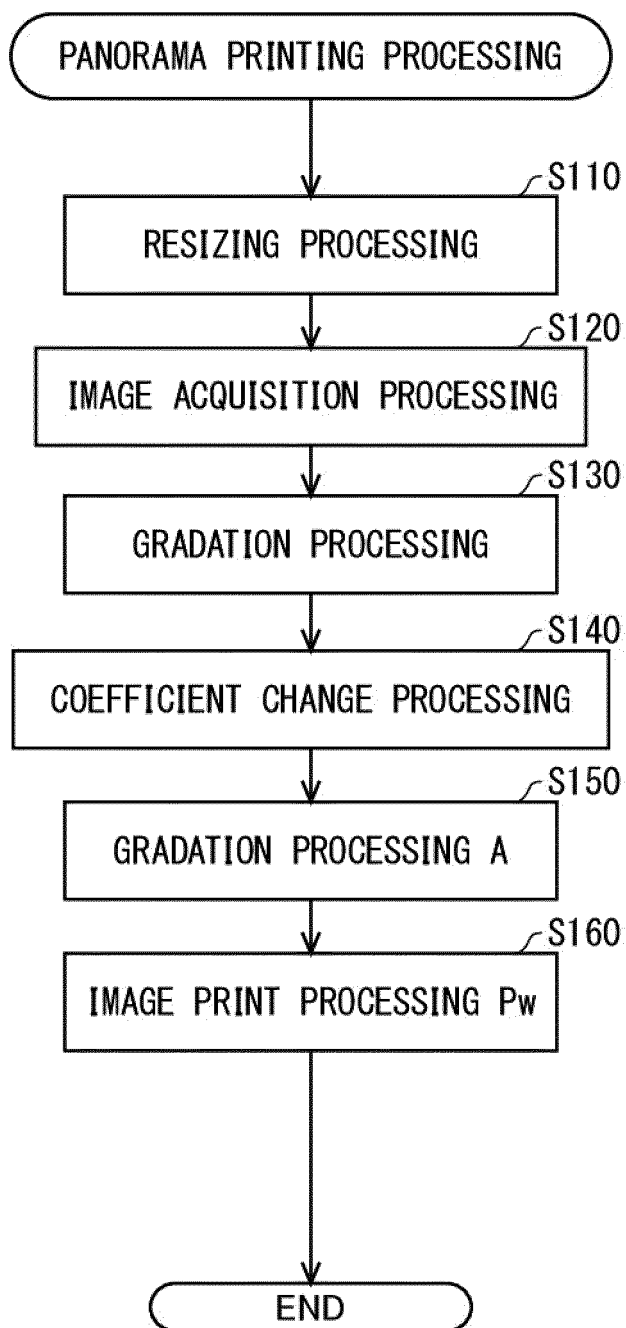 PANORAMA PRINTING PROCESSING
S110
RESIZING PROCESSING
S120
IMAGE ACQUISITION PROCESSING
S130
GRADATION PROCESSING
S140
COEFFICIENT CHANGE PROCESSING
S150
GRADATION PROCESSING A
S160
IMAGE PRINT PROCESSING Pw
END